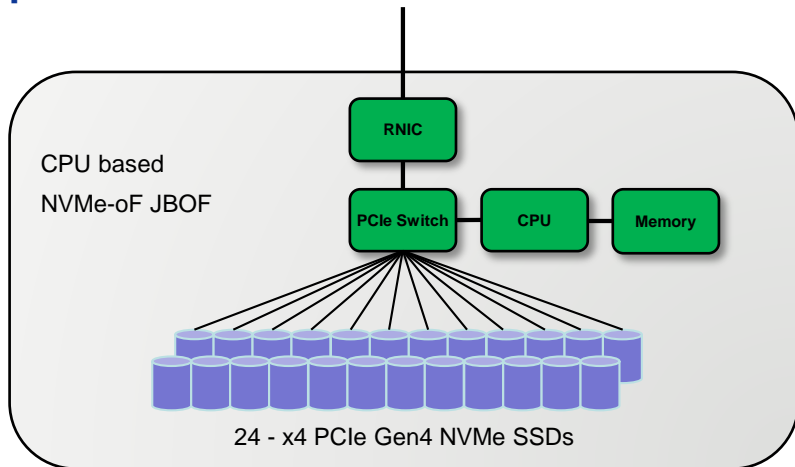 RNIC
CPU based
NVMe-oF JBOF
PCIe Switch
CPU
Memory
24 - x4 PCIe Gen4 NVMe SSDs